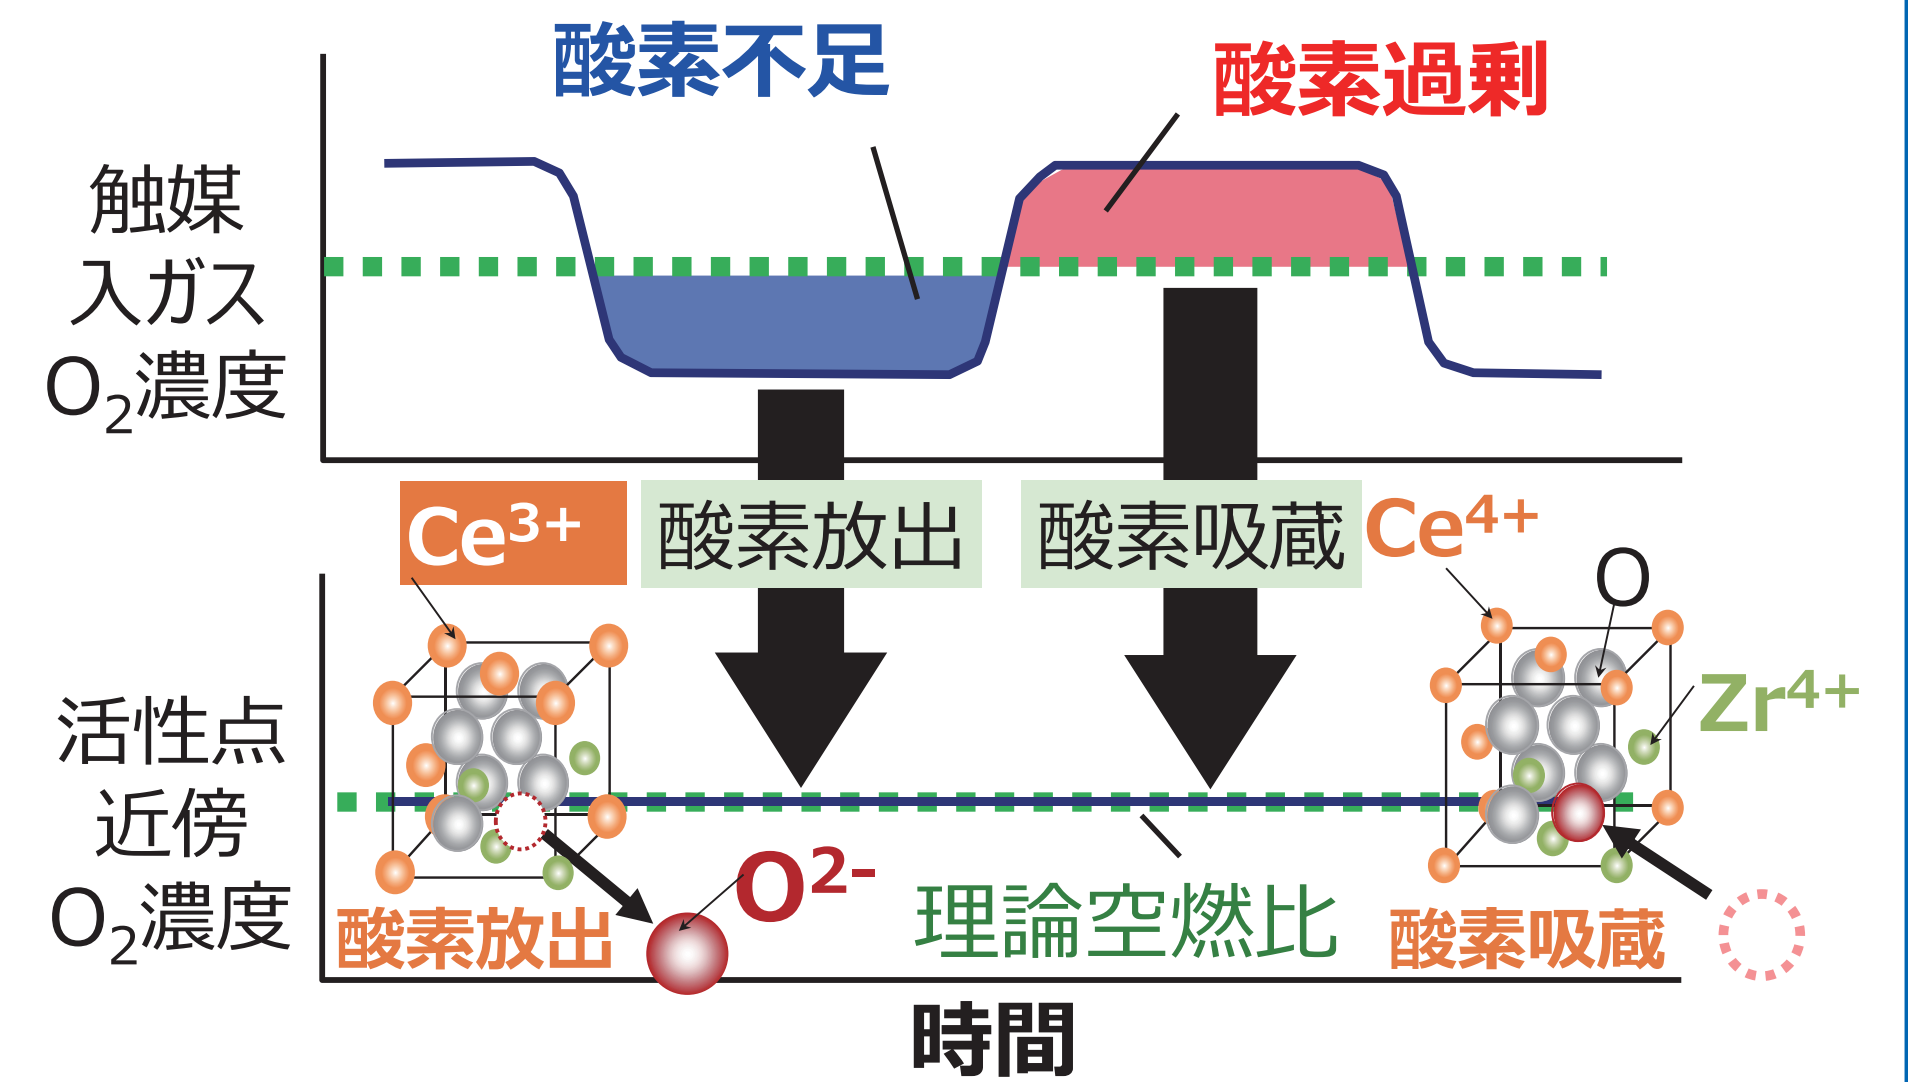 酸素不足
酸素過剰
触媒
入ガス
O₂濃度
Ce³⁺
酸素放出
酸素吸蔵
Ce⁴⁺
O
Zr⁴⁺
活性点
近傍
O₂濃度
O²⁻
理論空燃比
酸素放出
酸素吸蔵
時間